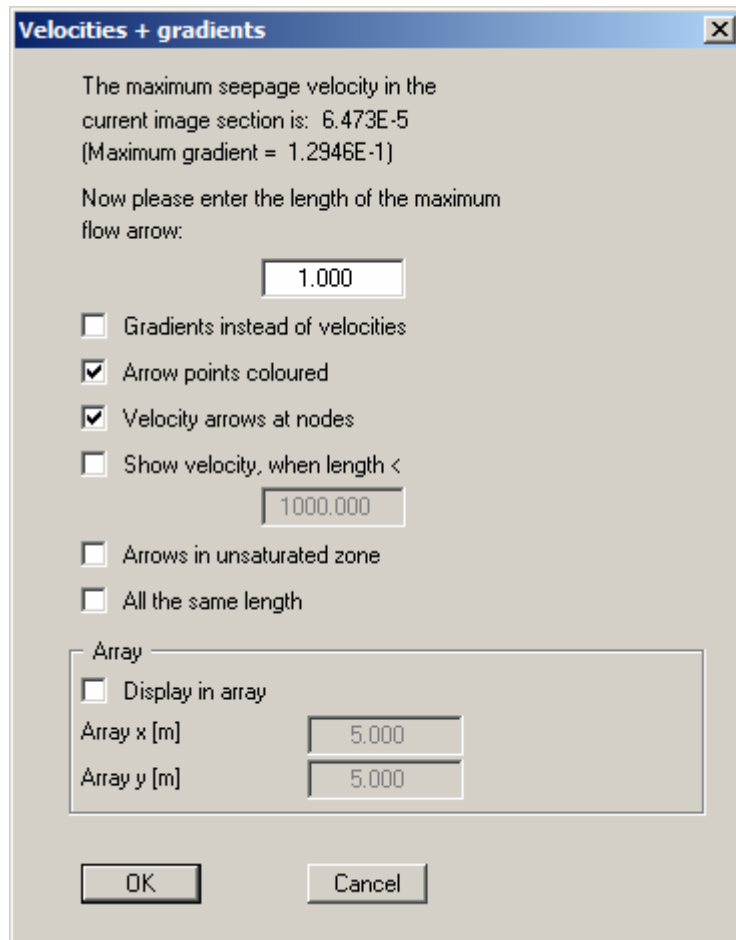 Velocities + gradients
The maximum seepage velocity in the
current image section is: 6.473E-5
(Maximum gradient = 1.2946E-1)
Now please enter the length of the maximum
flow arrow:
1.000
Gradients instead of velocities
Arrow points coloured
Velocity arrows at nodes
Show velocity, when length <
1000.000
Arrows in unsaturated zone
All the same length
Array
Display in array
Array x [m] 5.000
Array y [m] 5.000
OK Cancel